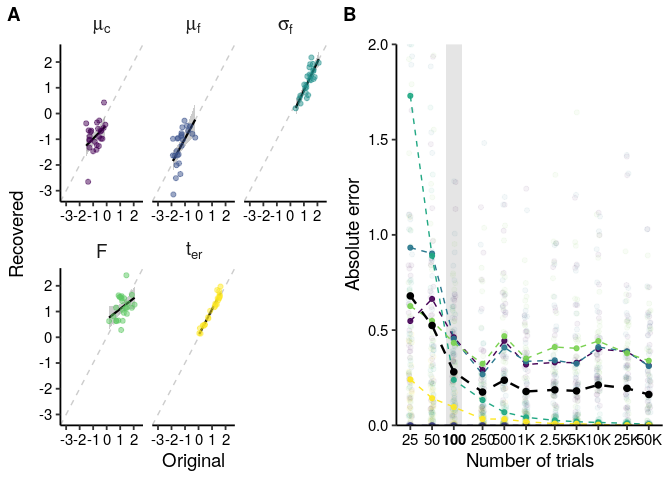 A
μc
μf
σf
2
1
0
-1
-2
-3
-3-2-1 0 1 2
-3-2-1 0 1 2
-3-2-1 0 1 2
Recovered
F
ter
2
1
0
-1
-2
-3
-3-2-1 0 1 2
-3-2-1 0 1 2
Original
B
2.0
1.5
1.0
0.5
0.0
Absolute error
25 50 100 250 500 1K 2.5K 5K 10K 25K 50K
Number of trials